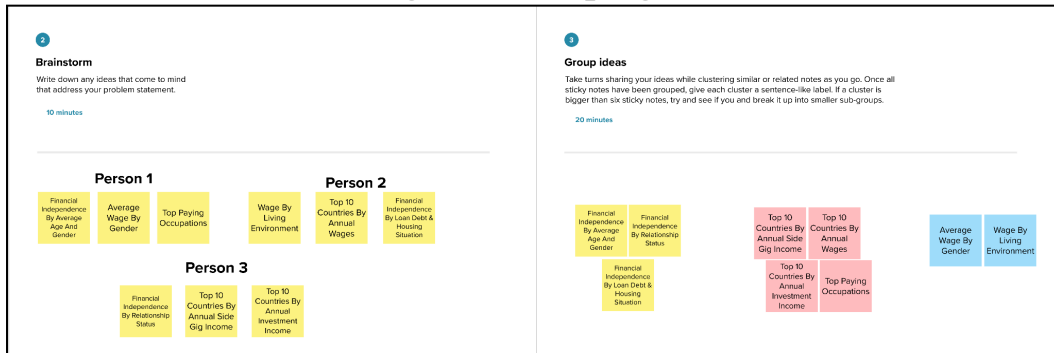 2
Brainstorm
Write down any ideas that come to mind
that address your problem statement.
10 minutes
Person 1
Financial
Independence
By Average
Age And
Gender
Average
Wage By
Gender
Top Paying
Occupations
Person 2
Wage By
Living
Environment
Top 10
Countries By
Annual
Wages
Financial
Independence
By Loan Debt &
Housing
Situation
Person 3
Financial
Independence
By Relationship
Status
Top 10
Countries By
Annual Side
Gig Income
Top 10
Countries By
Annual
Investment
Income
3
Group ideas
Take turns sharing your ideas while clustering similar or related notes as you go. Once all
sticky notes have been grouped, give each cluster a sentence-like label. If a cluster is
bigger than six sticky notes, try and see if you and break it up into smaller sub-groups.
20 minutes
Financial
Independence
By Average
Age And
Gender
Financial
Independence
By Relationship
Status
Financial
Independence
By Loan Debt &
Housing
Situation
Top 10
Countries By
Annual Side
Gig Income
Top 10
Countries By
Annual
Wages
Top 10
Countries By
Annual
Investment
Income
Top Paying
Occupations
Average
Wage By
Gender
Wage By
Living
Environment